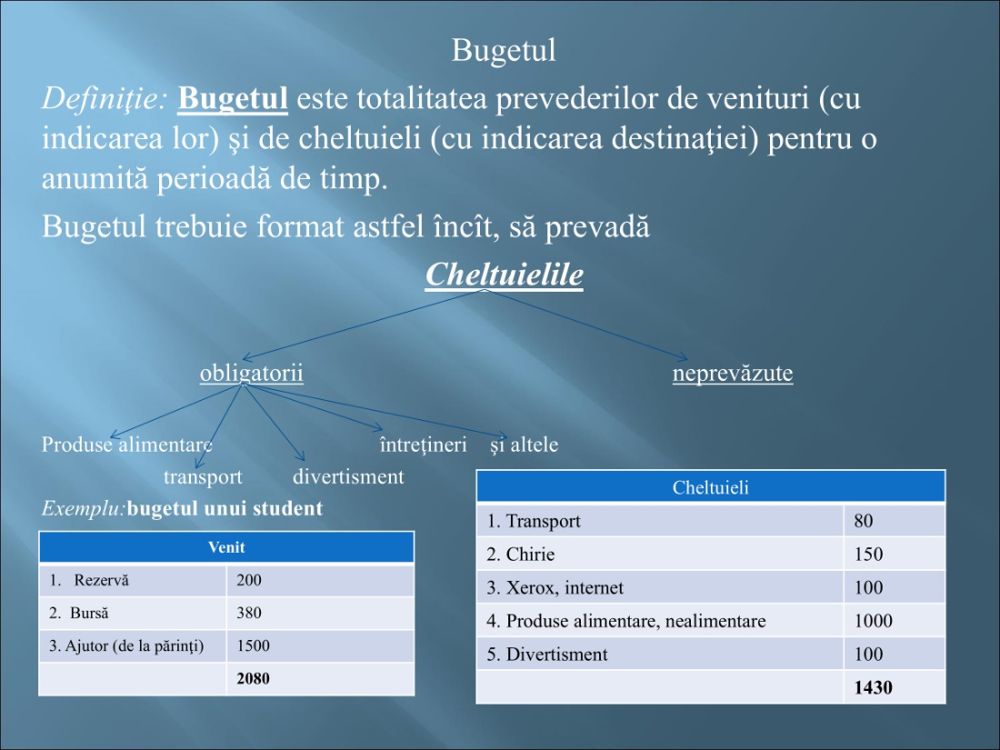 Bugetul
Definiţie: Bugetul este totalitatea prevederilor de venituri (cu
indicarea lor) şi de cheltuieli (cu indicarea destinaţiei) pentru o
anumită perioadă de timp.
Bugetul trebuie format astfel încît, să prevadă
Cheltuielile
obligatorii neprevăzute
Produse alimentare întreţineri şi altele
transport divertisment
Exemplu:bugetul unui student
Venit
1. Rezervă 200
2. Bursă 380
3. Ajutor (de la părinţi) 1500
2080
Cheltuieli
1. Transport 80
2. Chirie 150
3. Xerox, internet 100
4. Produse alimentare, nealimentare 1000
5. Divertisment 100
1430